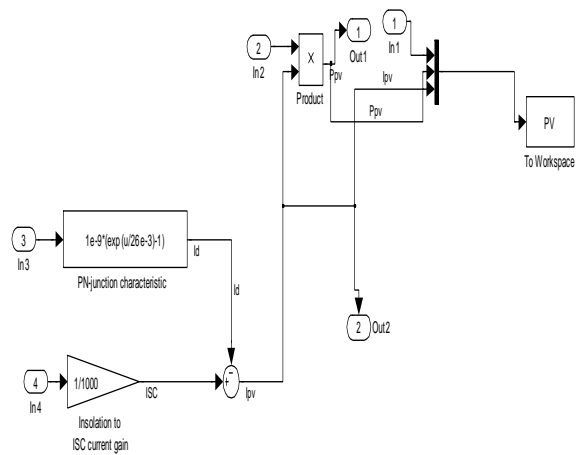 1
Out1
1
In1
2
In2
X
Product
Ppv
Ipv
Ppv
PV
To Workspace
3
In3
1e-9*(exp(u/26e-3)-1)
Id
PN-junction characteristic
Id
2
Out2
4
In4
1/1000
ISC
+
−
Ipv
Insolation to
ISC current gain